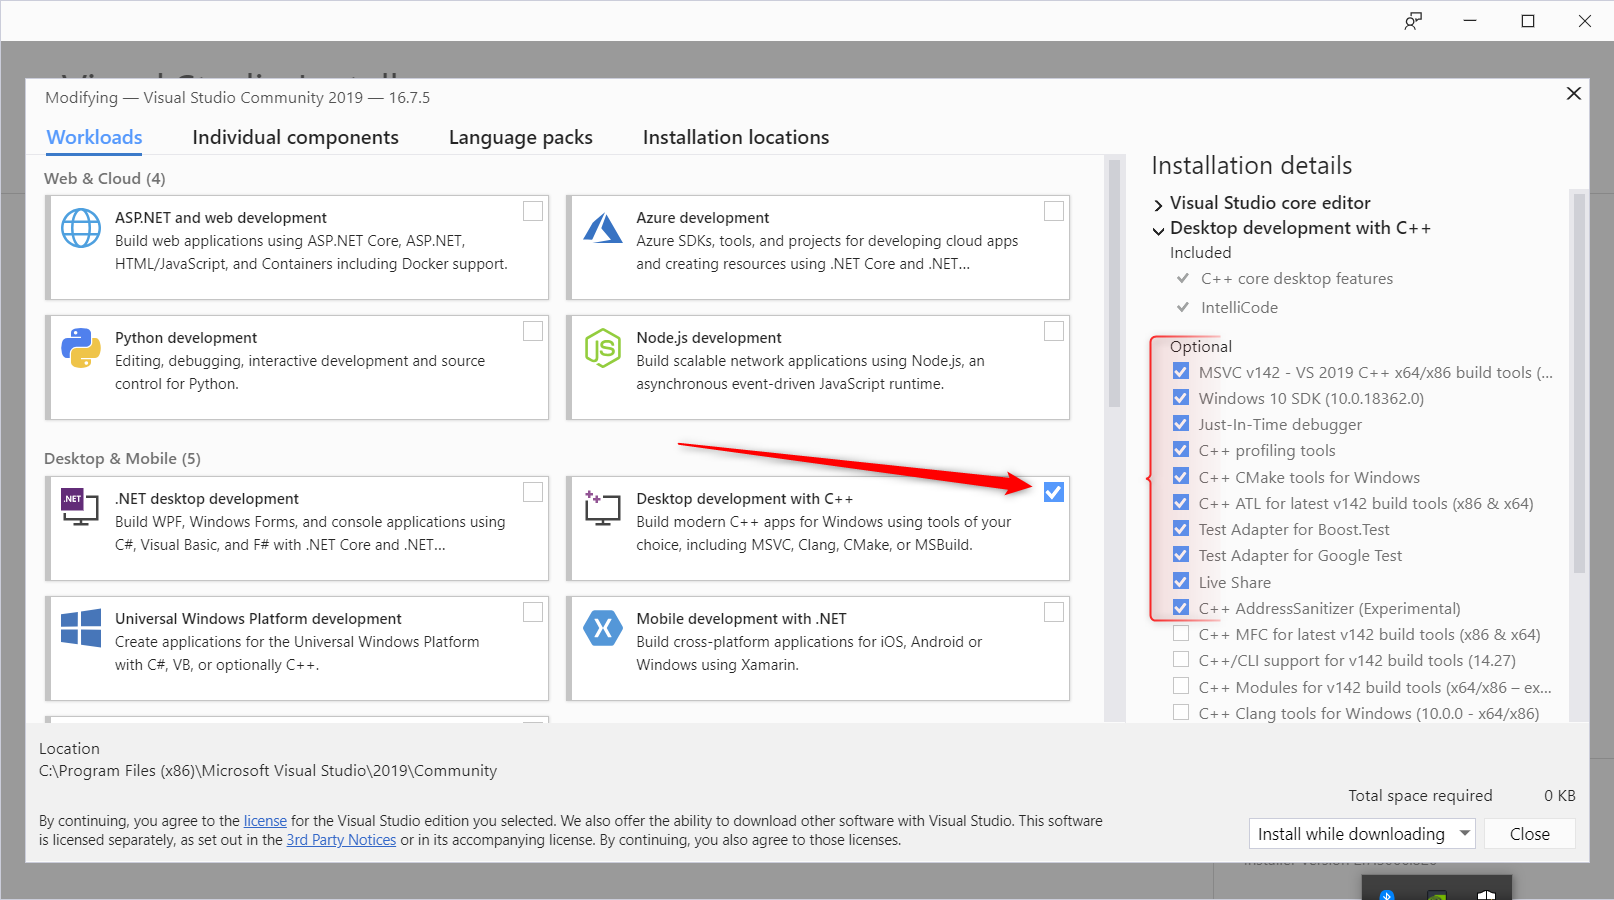 Visual Studio Installer
Modifying — Visual Studio Community 2019 — 16.7.5
Workloads
Individual components
Language packs
Installation locations
Web & Cloud (4)
ASP.NET and web development
Build web applications using ASP.NET Core, ASP.NET,
HTML/JavaScript, and Containers including Docker support.
Azure development
Azure SDKs, tools, and projects for developing cloud apps
and creating resources using .NET Core and .NET...
Python development
Editing, debugging, interactive development and source
control for Python.
Node.js development
Build scalable network applications using Node.js, an
asynchronous event-driven JavaScript runtime.
JS
Desktop & Mobile (5)
.NET
.NET desktop development
Build WPF, Windows Forms, and console applications using
C#, Visual Basic, and F# with .NET Core and .NET...
Desktop development with C++
Build modern C++ apps for Windows using tools of your
choice, including MSVC, Clang, CMake, or MSBuild.
Universal Windows Platform development
Create applications for the Universal Windows Platform
with C#, VB, or optionally C++.
Mobile development with .NET
Build cross-platform applications for iOS, Android or
Windows using Xamarin.
Installation details
Visual Studio core editor
Desktop development with C++
Included
C++ core desktop features
IntelliCode
Optional
MSVC v142 - VS 2019 C++ x64/x86 build tools (...
Windows 10 SDK (10.0.18362.0)
Just-In-Time debugger
C++ profiling tools
C++ CMake tools for Windows
C++ ATL for latest v142 build tools (x86 & x64)
Test Adapter for Boost.Test
Test Adapter for Google Test
Live Share
C++ AddressSanitizer (Experimental)
C++ MFC for latest v142 build tools (x86 & x64)
C++/CLI support for v142 build tools (14.27)
C++ Modules for v142 build tools (x64/x86 – ex...
C++ Clang tools for Windows (10.0.0 - x64/x86)
Location
C:\Program Files (x86)\Microsoft Visual Studio\2019\Community
Total space required 0 KB
By continuing, you agree to the license for the Visual Studio edition you selected. We also offer the ability to download other software with Visual Studio. This software
is licensed separately, as set out in the 3rd Party Notices or in its accompanying license. By continuing, you also agree to those licenses.
Install while downloading
Close